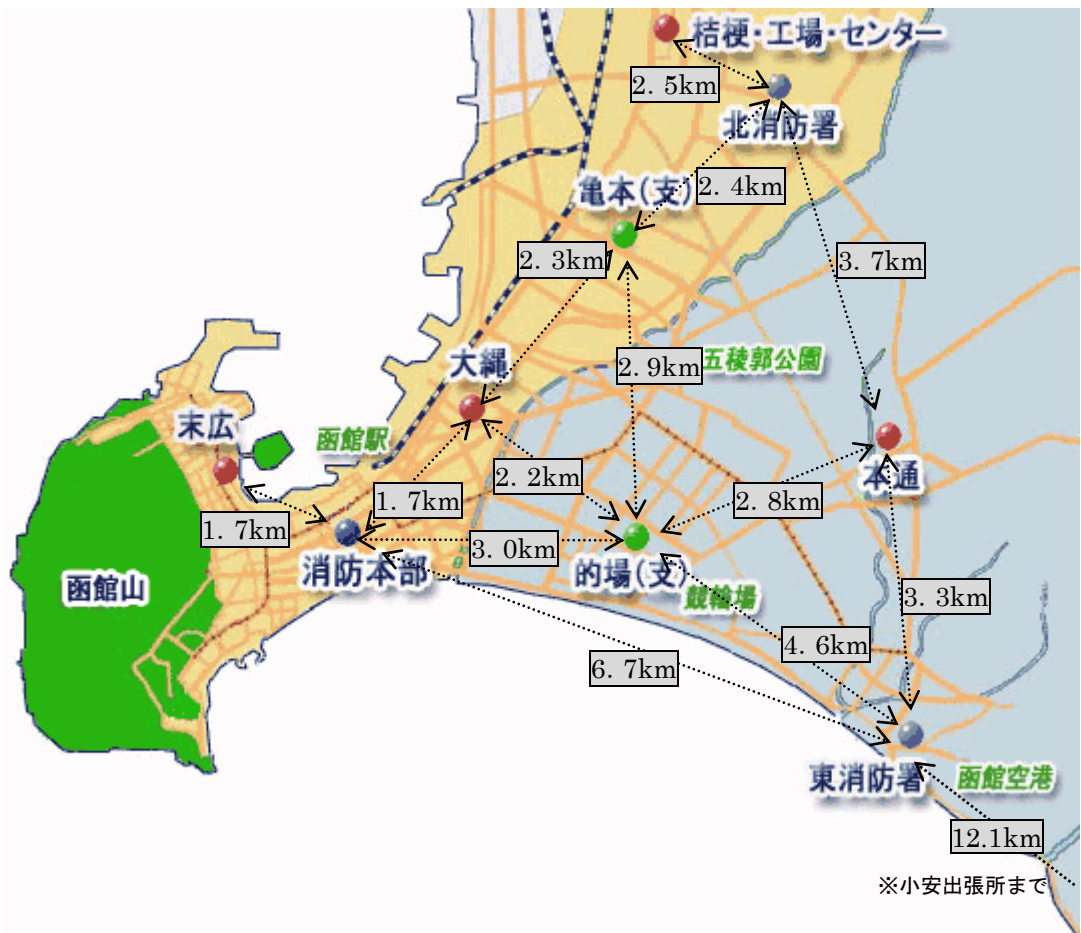 桔梗・工場・センター
2. 5km
北消防署
亀本(支)
2. 4km
2. 3km
3. 7km
大縄
2. 9km
五稜郭公園
末広
函館駅
本通
2. 2km
1. 7km
2. 8km
1. 7km
3. 0km
消防本部
的場(支)
函館山
競輪場
3. 3km
4. 6km
6. 7km
東消防署
函館空港
12.1km
※小安出張所まで